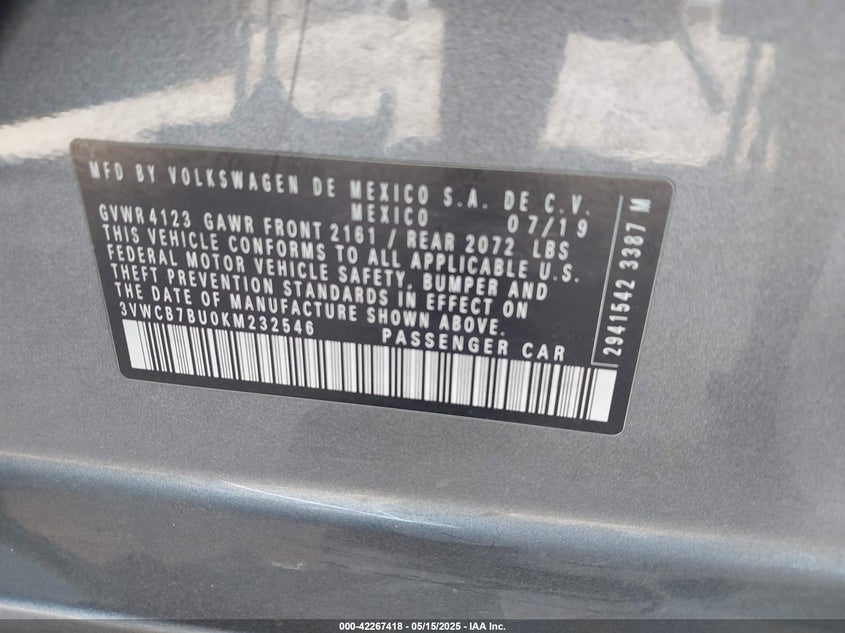 MFD BY VOLKSWAGEN DE MEXICO S.A. DE C.V.
MEXICO 07/19
GVWR 4123 GAWR FRONT 2161 / REAR 2072 LBS
THIS VEHICLE CONFORMS TO ALL APPLICABLE U.S.
FEDERAL MOTOR VEHICLE SAFETY, BUMPER AND
THEFT PREVENTION STANDARDS IN EFFECT ON
THE DATE OF MANUFACTURE SHOWN ABOVE.
3VWCB7BU0KM232546
PASSENGER CAR
2941542 3387 M
000-42267418 - 05/15/2025 - IAA Inc.